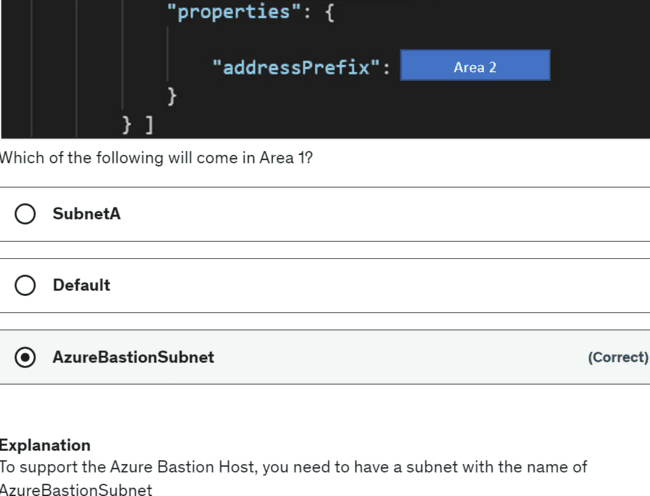 "properties": {
"addressPrefix": Area 2
}
} ]
Which of the following will come in Area 1?
SubnetA
Default
AzureBastionSubnet (Correct)
Explanation
To support the Azure Bastion Host, you need to have a subnet with the name of
AzureBastionSubnet